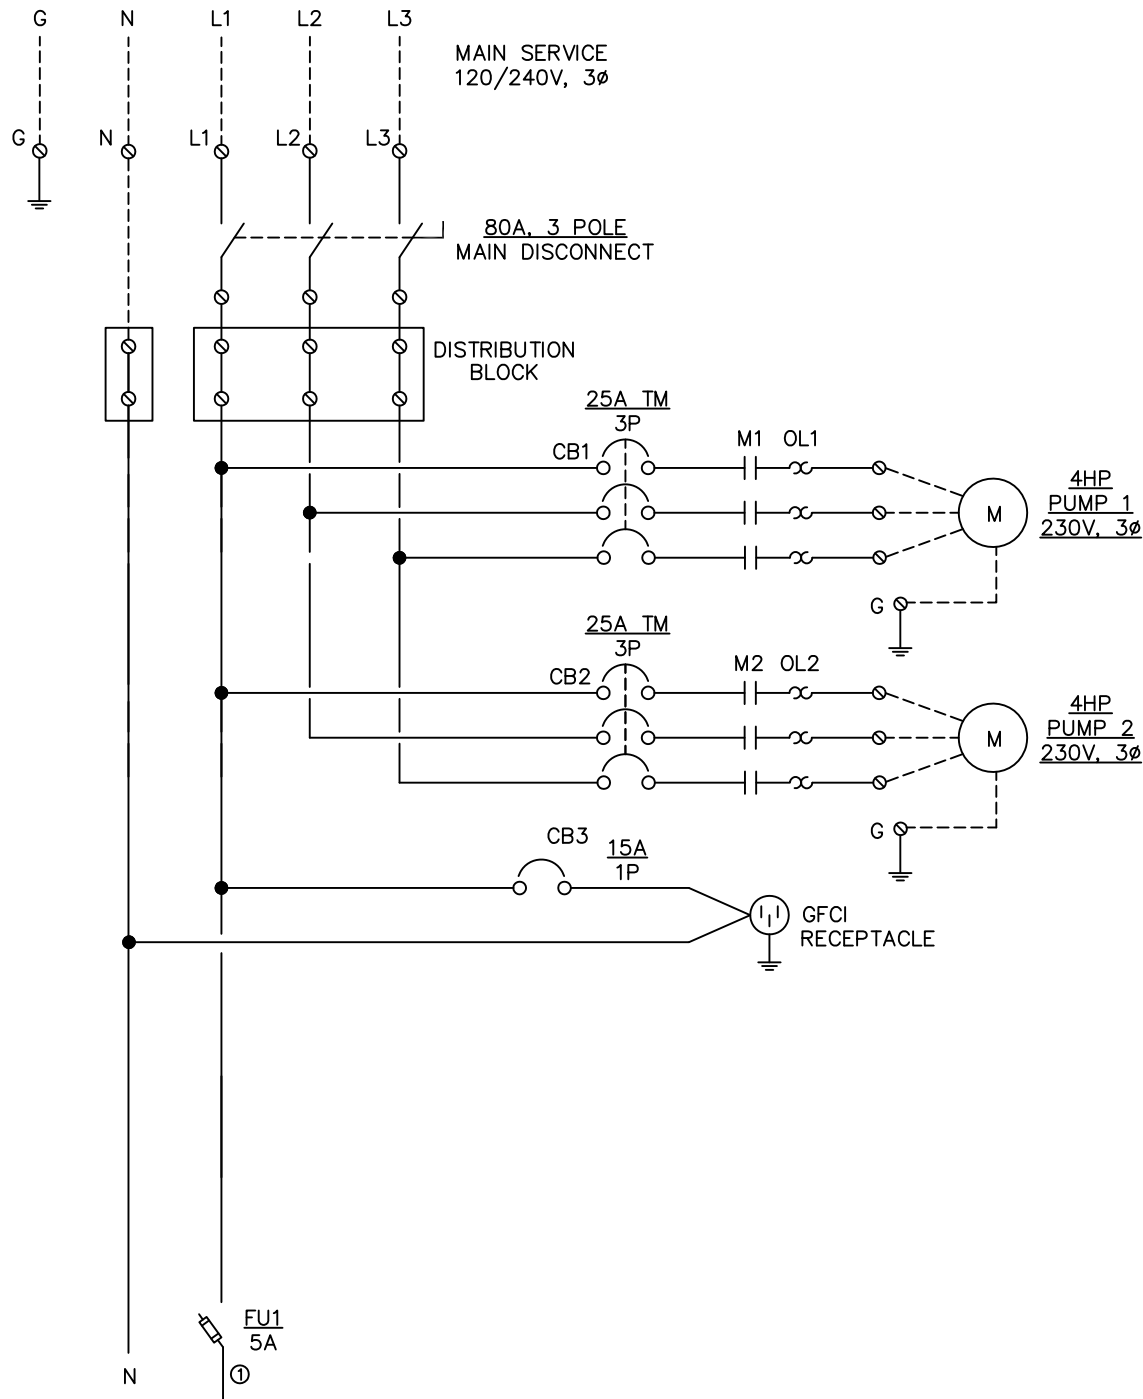 G N L1 L2 L3
MAIN SERVICE
120/240V, 3ø
G N L1 L2 L3
80A, 3 POLE
MAIN DISCONNECT
DISTRIBUTION
BLOCK
25A TM
3P
CB1 M1 OL1
4HP
PUMP 1
230V, 3ø
M
G
25A TM
3P
CB2 M2 OL2
4HP
PUMP 2
230V, 3ø
M
G
CB3
15A
1P
GFCI
RECEPTACLE
FU1
5A
N ①